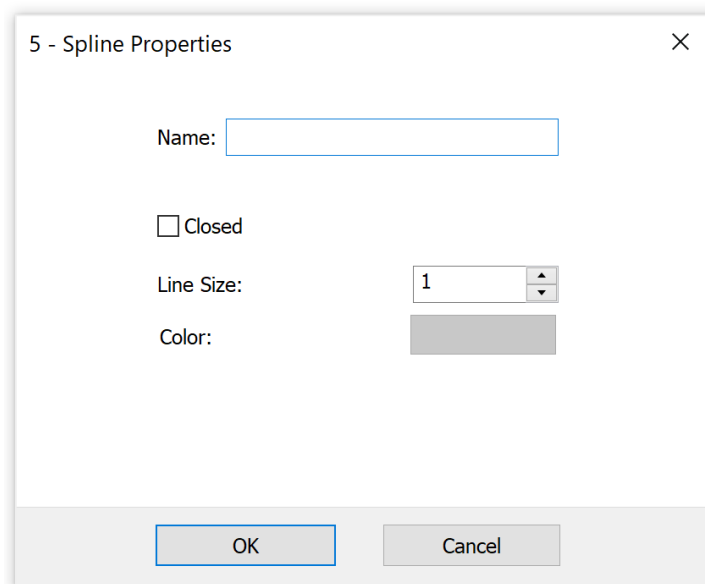 5 - Spline Properties
Name:
Closed
Line Size: 1
Color:
OK Cancel